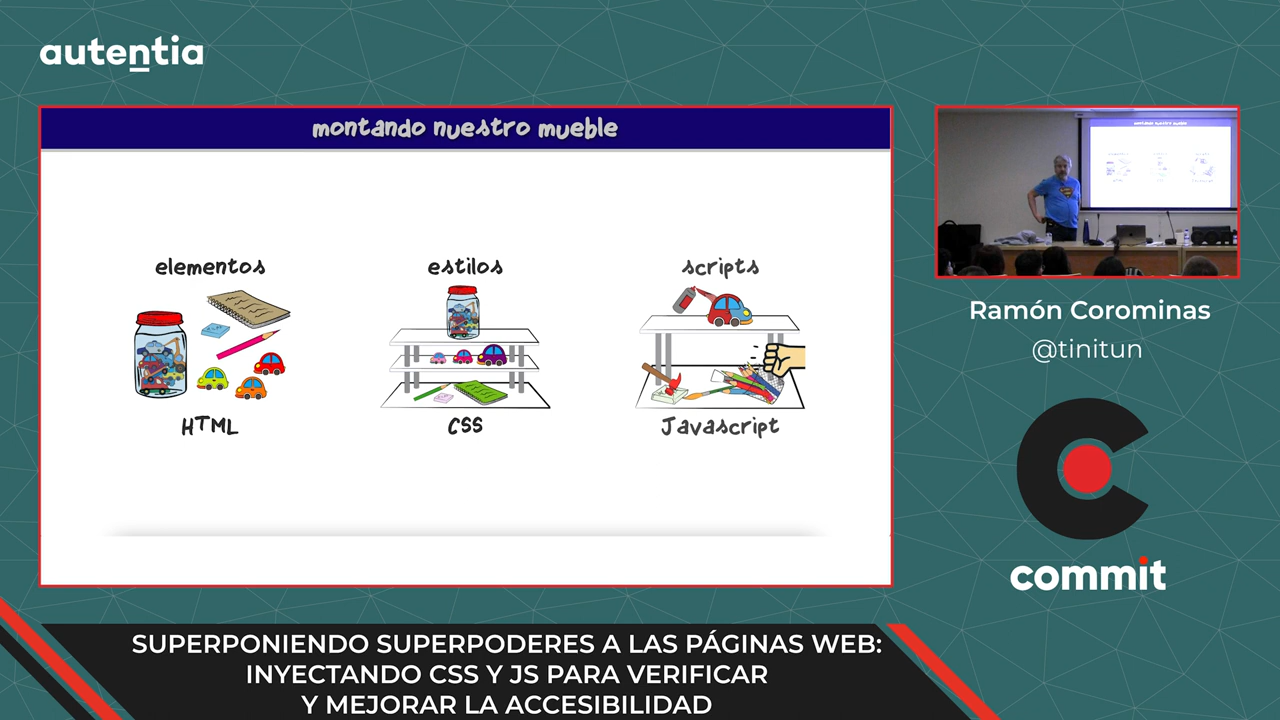 autentia
montando nuestro mueble
elementos
estilos
scripts
HTML
CSS
Javascript
Ramón Corominas
@tinitun
commit
SUPERPONIENDO SUPERPODERES A LAS PÁGINAS WEB:
INYECTANDO CSS Y JS PARA VERIFICAR
Y MEJORAR LA ACCESIBILIDAD